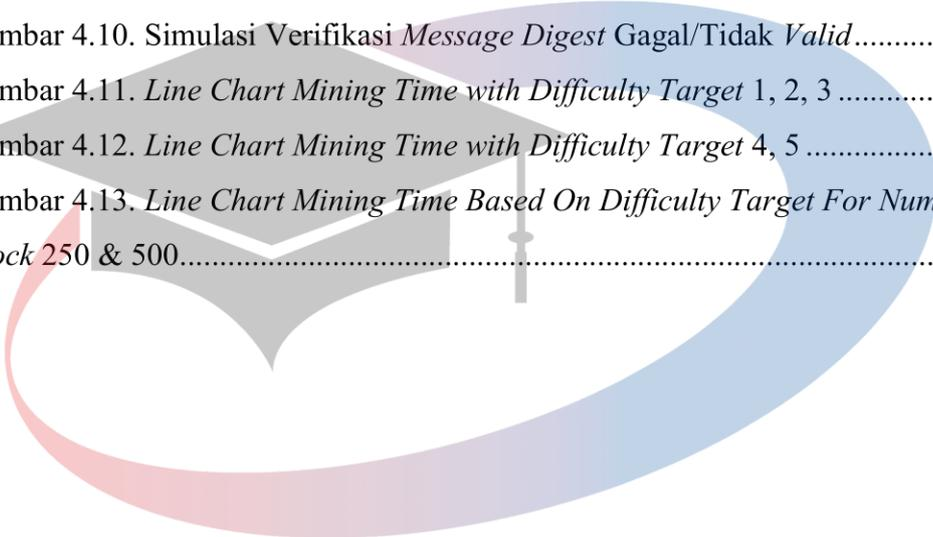 mbar 4.10. Simulasi Verifikasi Message Digest Gagal/Tidak Valid..........
mbar 4.11. Line Chart Mining Time with Difficulty Target 1, 2, 3 ............
mbar 4.12. Line Chart Mining Time with Difficulty Target 4, 5 ................
mbar 4.13. Line Chart Mining Time Based On Difficulty Target For Num
ock 250 & 500...............................................................................................